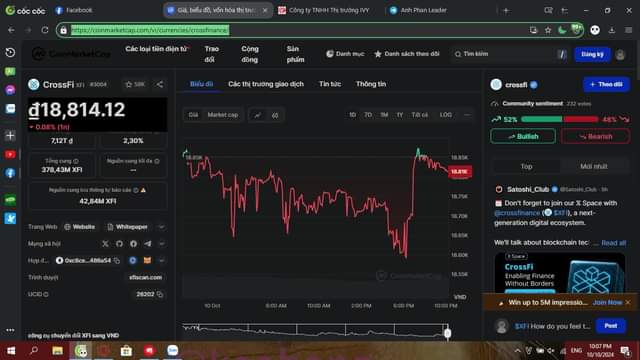 cốc cốc
Facebook
Giá, biểu đồ, vốn hóa thị trư
Công ty TNHH Thị trường IVY
Anh Phan Leader
https://coinmarketcap.com/vi/currencies/crossfinance/
99+
CoinMarketCap
Các loại tiền điện tử
Trao đổi
Cộng đồng
Sản phẩm
Danh mục
Danh sách theo dõi
Tìm kiếm
/
Đăng ký
CrossFi XFI #3004
58K
₫18,814.12
0.08% (1n)
7,12T ₫
2,30%
Tổng cung
378,43M XFI
Nguồn cung tối đa
--
Nguồn cung lưu thông tự báo cáo
42,84M XFI
Trang Web
Website
Whitepaper
Mạng xã hội
Hợp đ...
0xc8ce...486a54
Trình duyệt
xfiscan.com
UCID
26202
công cụ chuyển đổi XFI sang VND
Biểu đồ
Các thị trường giao dịch
Tin tức
Thông tin
Giá
Market cap
1D
7D
1M
1Y
Tất cả
LOG
18.83K
18.85K
18.81K
18.75K
18.70K
18.65K
18.60K
18.55K
CoinMarketCap
VND
10 Oct
6:00 AM
9:00 AM
12:00 PM
3:00 PM
6:00 PM
10:00 PM
crossfi
+ Theo dõi
Community sentiment 232 votes
52%
48%
Bullish
Bearish
Top
Mới nhất
Satoshi_Club
@Satoshi_Club · 5h
Don't forget to join our X Space with
@crossfinance ( $XFI ), a next-
generation digital ecosystem.
We'll talk about blockchain tec
... Read all
X Space
CrossFi
Enabling Finance
Without Borders
Win up to 5M impressio...
Join Now
$XFI How do you feel t
Post
ENG
10:07 PM
10/10/2024